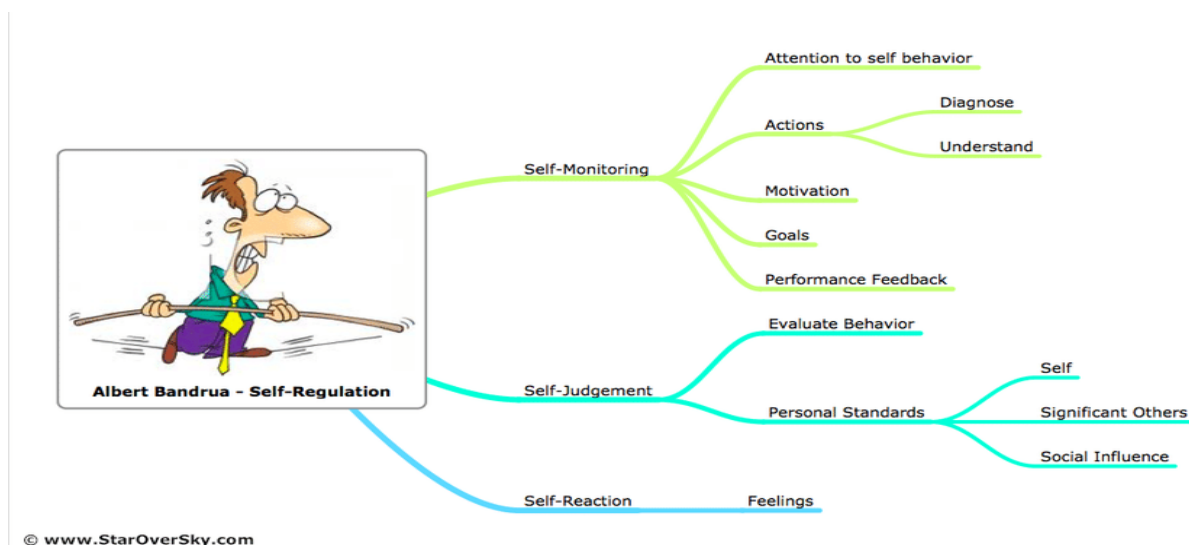 Attention to self behavior
Diagnose
Actions
Understand
Self-Monitoring
Motivation
Goals
Performance Feedback
Evaluate Behavior
Self
Albert Bandrua - Self-Regulation
Self-Judgement
Personal Standards
Significant Others
Social Influence
Self-Reaction
Feelings
© www.StarOverSky.com